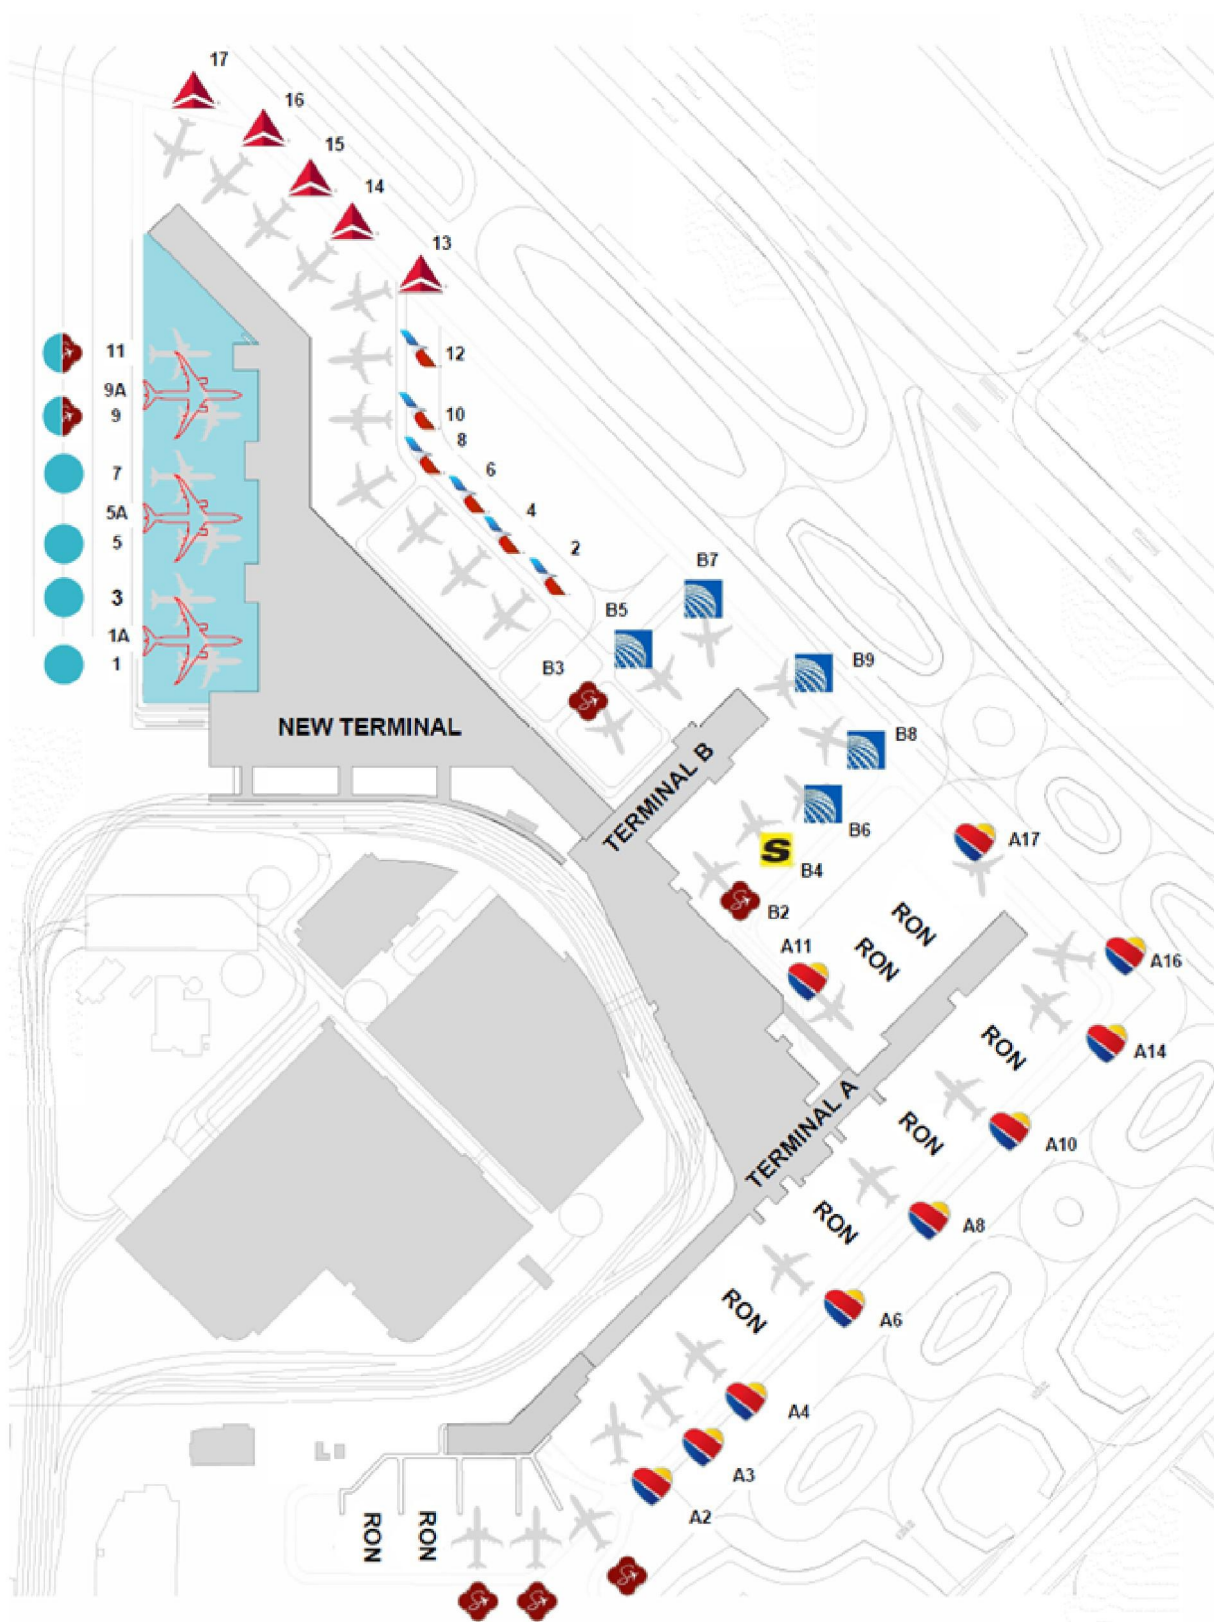 17
16
15
14
13
11
12
9A
9
10
8
7
6
5A
4
5
2
B7
3
B5
1A
1
B3
B9
NEW TERMINAL
B8
TERMINAL B
B6
A17
S
B4
B2
RON
A11
RON
A16
RON
A14
TERMINAL A
RON
A10
RON
A8
RON
A6
A4
A3
A2
RON
RON